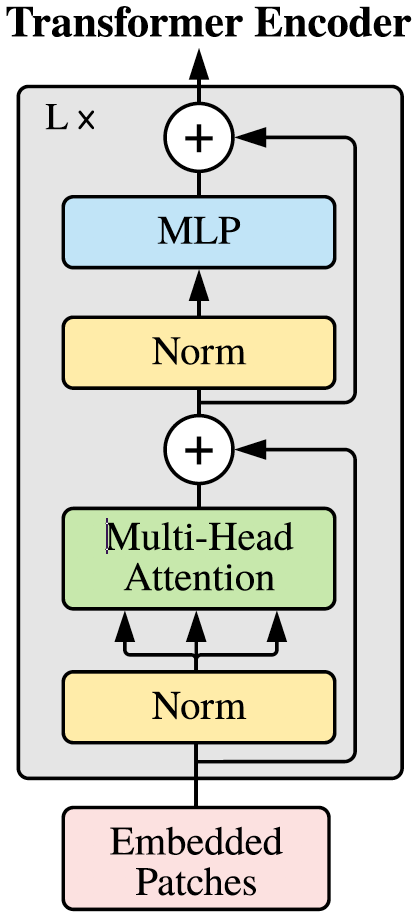 Transformer Encoder
L ×
+
MLP
Norm
+
Multi-Head
Attention
Norm
Embedded
Patches